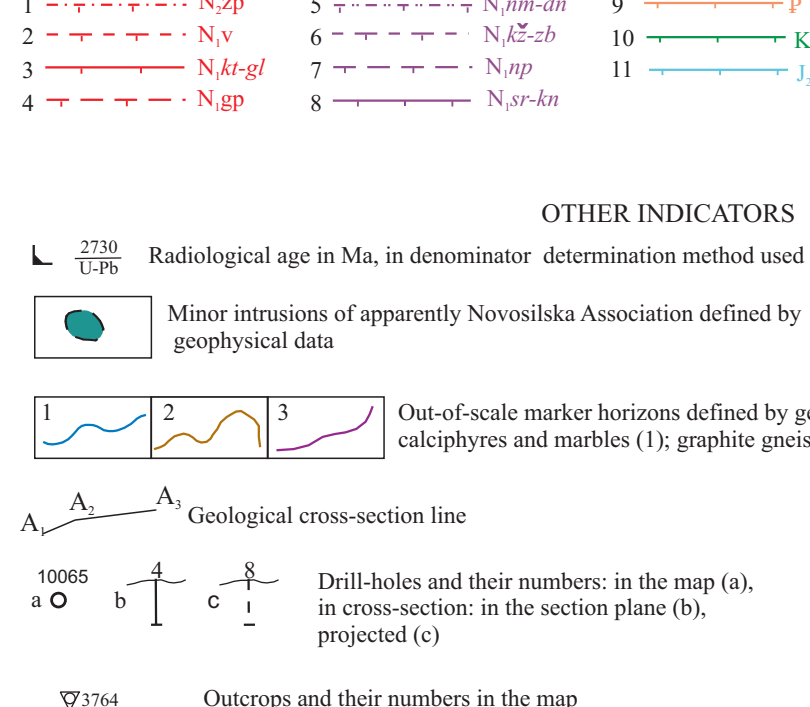 1 N₂zp 5 N₁nm-dn 9 ₽
2 N₁v 6 N₁kž-zb 10 K
3 N₁kt-gl 7 N₁np 11 J₂
4 N₁gp 8 N₁sr-kn
OTHER INDICATORS
2730
U-Pb
Radiological age in Ma, in denominator determination method used
Minor intrusions of apparently Novosilska Association defined by
geophysical data
1 2 3
Out-of-scale marker horizons defined by
calciphyres and marbles (1); graphite
A₁ A₂ A₃ Geological cross-section line
10065 4 8
a b c
Drill-holes and their numbers: in the map (a),
in cross-section: in the section plane (b),
projected (c)
3764 Outcrops and their numbers in the map